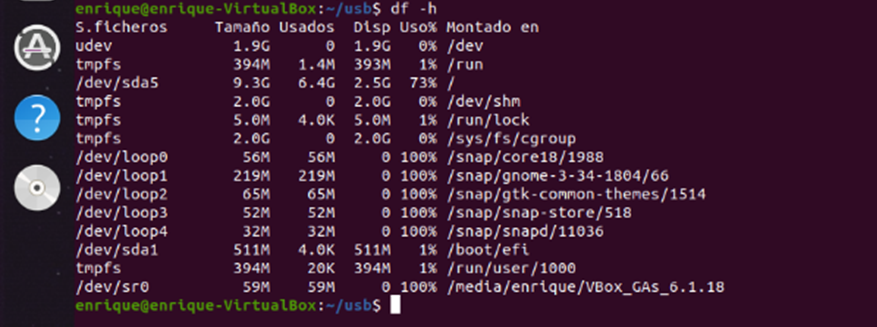 enrique@enrique-VirtualBox:~/usb$ df -h
S.ficheros Tamaño Usados Disp Uso% Montado en
udev 1.9G 0 1.9G 0% /dev
tmpfs 394M 1.4M 393M 1% /run
/dev/sda5 9.3G 6.4G 2.5G 73% /
tmpfs 2.0G 0 2.0G 0% /dev/shm
tmpfs 5.0M 4.0K 5.0M 1% /run/lock
tmpfs 2.0G 0 2.0G 0% /sys/fs/cgroup
/dev/loop0 56M 56M 0 100% /snap/core18/1988
/dev/loop1 219M 219M 0 100% /snap/gnome-3-34-1804/66
/dev/loop2 65M 65M 0 100% /snap/gtk-common-themes/1514
/dev/loop3 52M 52M 0 100% /snap/snap-store/518
/dev/loop4 32M 32M 0 100% /snap/snapd/11036
/dev/sda1 511M 4.0K 511M 1% /boot/efi
tmpfs 394M 20K 394M 1% /run/user/1000
/dev/sr0 59M 59M 0 100% /media/enrique/VBox_GAs_6.1.18
enrique@enrique-VirtualBox:~/usb$